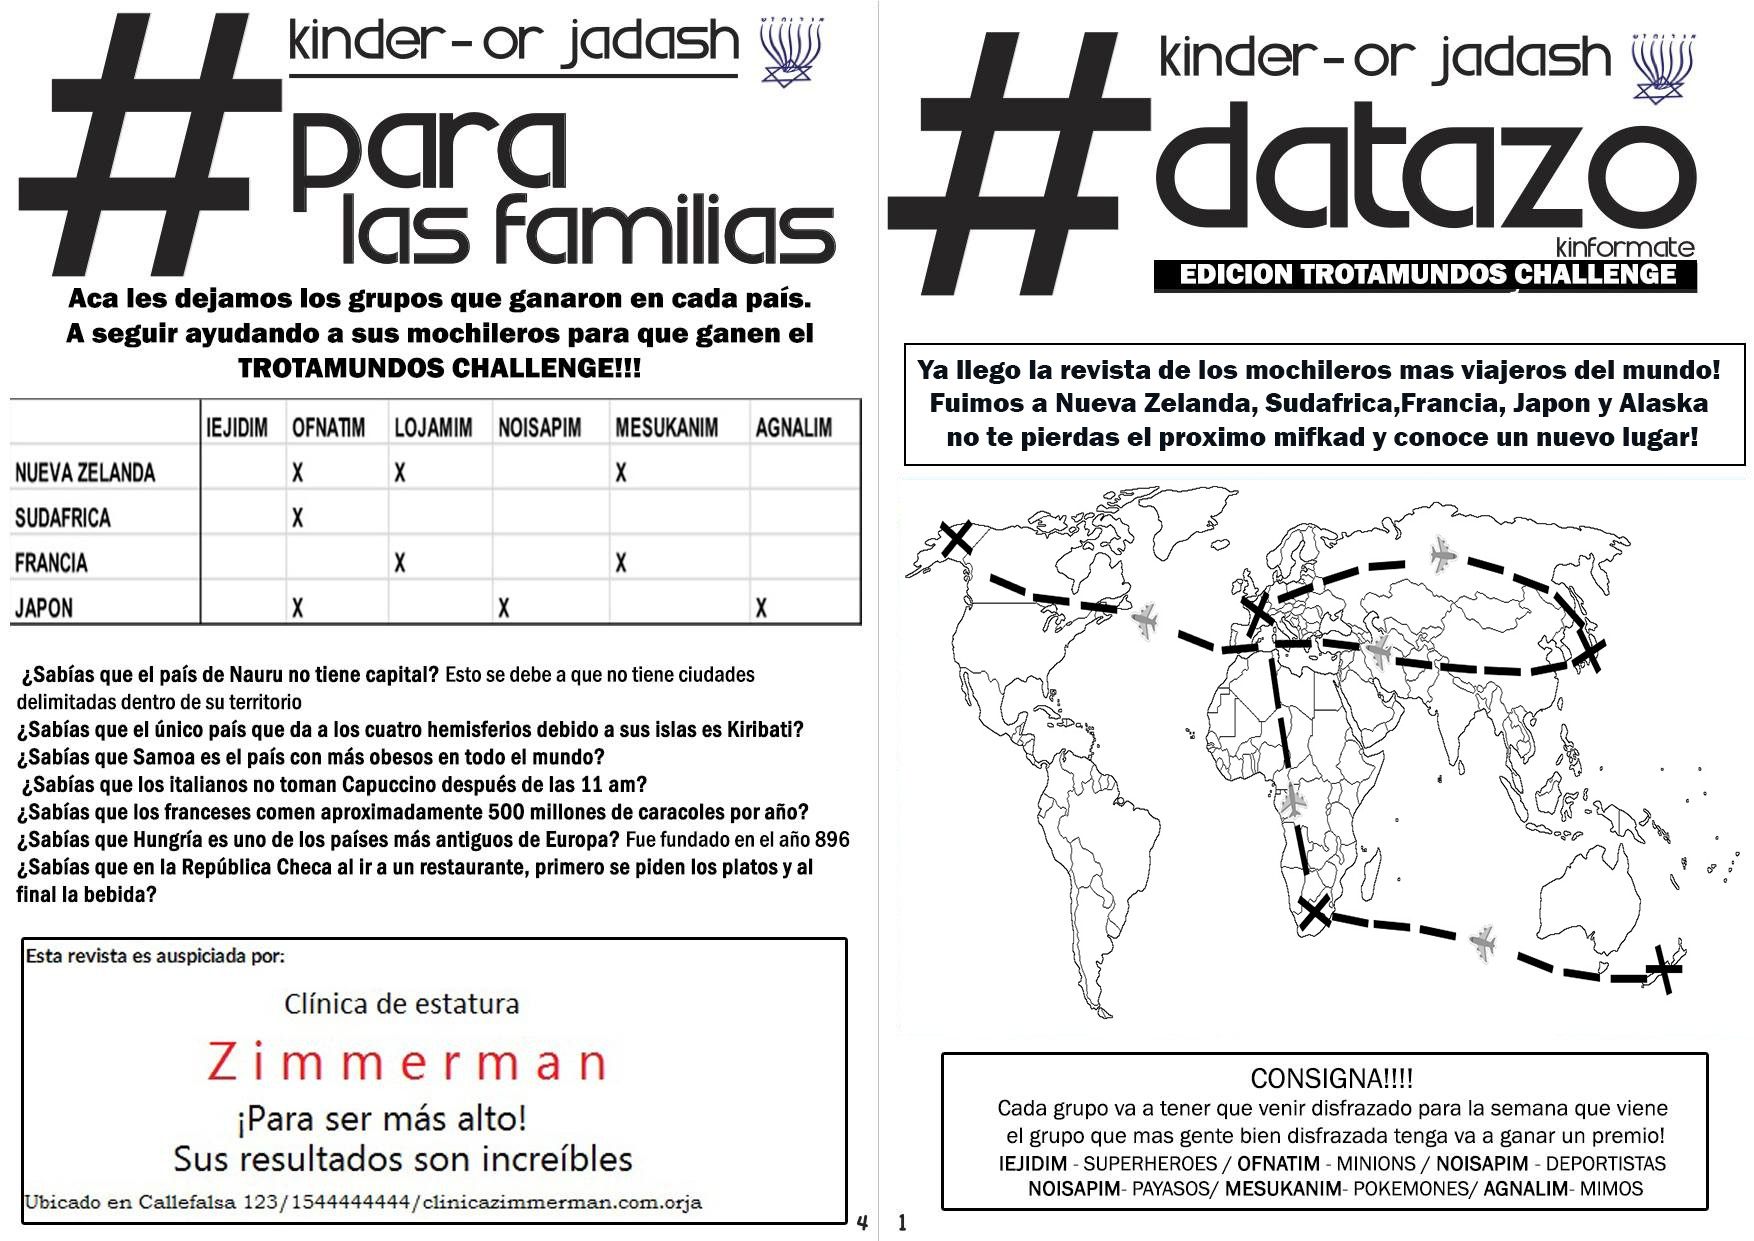 kinder-or jadash
#para
las familias
Aca les dejamos los grupos que ganaron en cada país.
A seguir ayudando a sus mochileros para que ganen el
TROTAMUNDOS CHALLENGE!!!
IEJIDIM OFNATIM LOJAMIM NOISAPIM MESUKANIM AGNALIM
NUEVA ZELANDA X X X
SUDAFRICA X
FRANCIA X X
JAPON X X X
¿Sabías que el país de Nauru no tiene capital? Esto se debe a que no tiene ciudades
delimitadas dentro de su territorio
¿Sabías que el único país que da a los cuatro hemisferios debido a sus islas es Kiribati?
¿Sabías que Samoa es el país con más obesos en todo el mundo?
¿Sabías que los italianos no toman Capuccino después de las 11 am?
¿Sabías que los franceses comen aproximadamente 500 millones de caracoles por año?
¿Sabías que Hungría es uno de los países más antiguos de Europa? Fue fundado en el año 896
¿Sabías que en la República Checa al ir a un restaurante, primero se piden los platos y al
final la bebida?
Esta revista es auspiciada por:
Clínica de estatura
Zimmerman
¡Para ser más alto!
Sus resultados son increíbles
Ubicado en Callefalsa 123/1544444444/clinicazimmerman.com.orja
4
kinder-or jadash
#datazo
kinformate
EDICION TROTAMUNDOS CHALLENGE
Ya llego la revista de los mochileros mas viajeros del mundo!
Fuimos a Nueva Zelanda, Sudafrica,Francia, Japon y Alaska
no te pierdas el proximo mifkad y conoce un nuevo lugar!
CONSIGNA!!!!
Cada grupo va a tener que venir disfrazado para la semana que viene
el grupo que mas gente bien disfrazada tenga va a ganar un premio!
IEJIDIM - SUPERHEROES / OFNATIM - MINIONS / NOISAPIM - DEPORTISTAS
NOISAPIM- PAYASOS/ MESUKANIM- POKEMONES/ AGNALIM- MIMOS
1